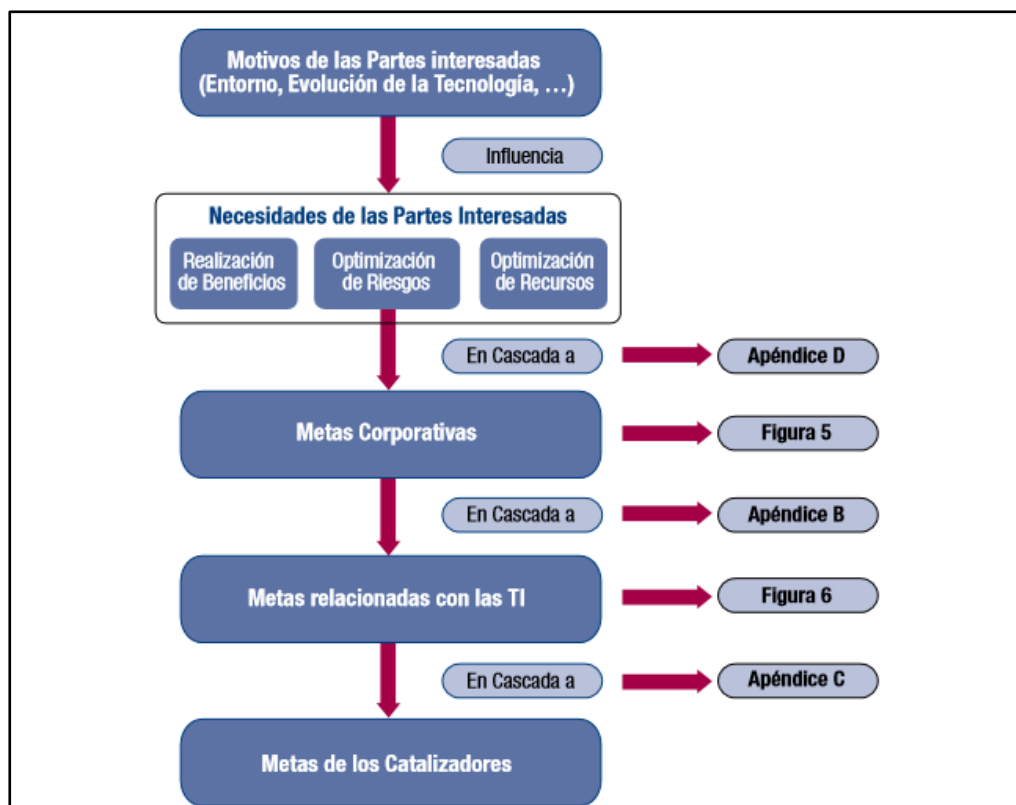 Motivos de las Partes interesadas
(Entorno, Evolución de la Tecnología, …)
Influencia
Necesidades de las Partes Interesadas
Realización
de Beneficios
Optimización
de Riesgos
Optimización
de Recursos
En Cascada a
Apéndice D
Metas Corporativas
Figura 5
En Cascada a
Apéndice B
Metas relacionadas con las TI
Figura 6
En Cascada a
Apéndice C
Metas de los Catalizadores